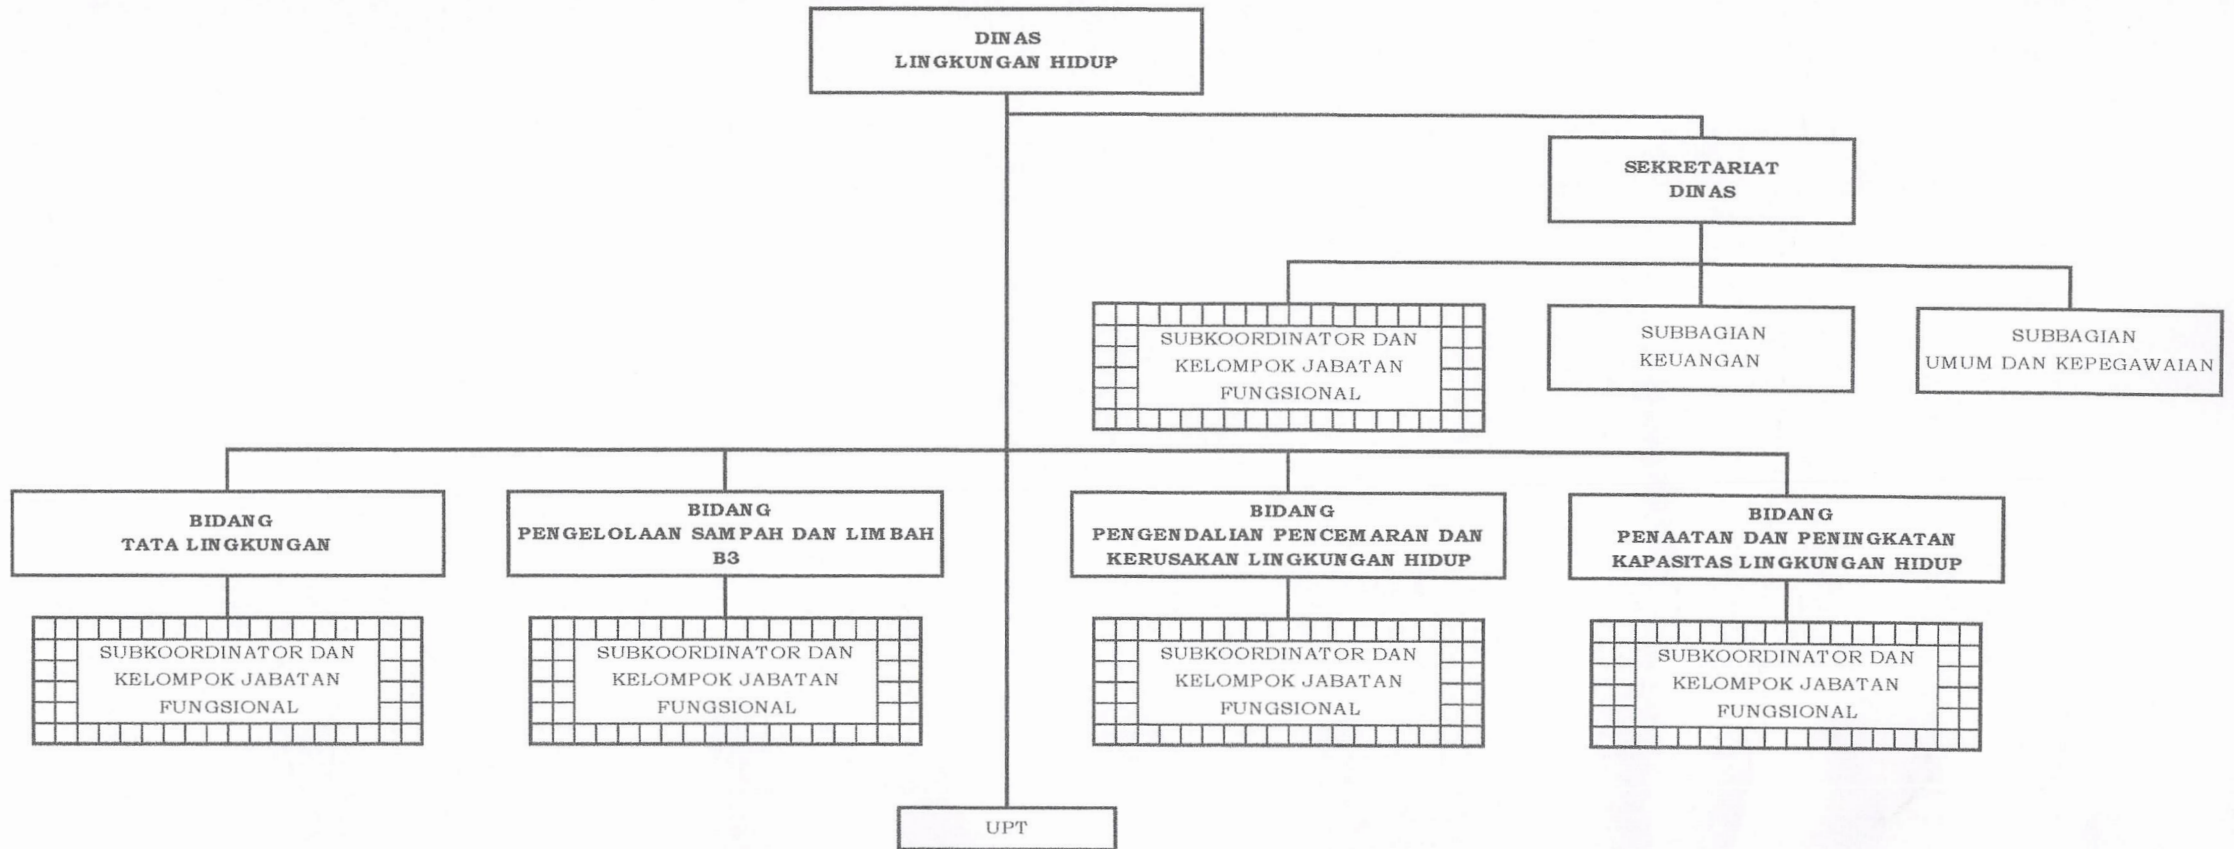 DINAS
LINGKUNGAN HIDUP
SEKRETARIAT
DINAS
SUBKOORDINATOR DAN
KELOMPOK JABATAN
FUNGSIONAL
SUBBAGIAN
KEUANGAN
SUBBAGIAN
UMUM DAN KEPEGAWAIAN
BIDANG
TATA LINGKUNGAN
BIDANG
PENGELOLAAN SAMPAH DAN LIMBAH
B3
BIDANG
PENGENDALIAN PENCEMARAN DAN
KERUSAKAN LINGKUNGAN HIDUP
BIDANG
PENAATAN DAN PENINGKATAN
KAPASITAS LINGKUNGAN HIDUP
SUBKOORDINATOR DAN
KELOMPOK JABATAN
FUNGSIONAL
SUBKOORDINATOR DAN
KELOMPOK JABATAN
FUNGSIONAL
SUBKOORDINATOR DAN
KELOMPOK JABATAN
FUNGSIONAL
SUBKOORDINATOR DAN
KELOMPOK JABATAN
FUNGSIONAL
UPT